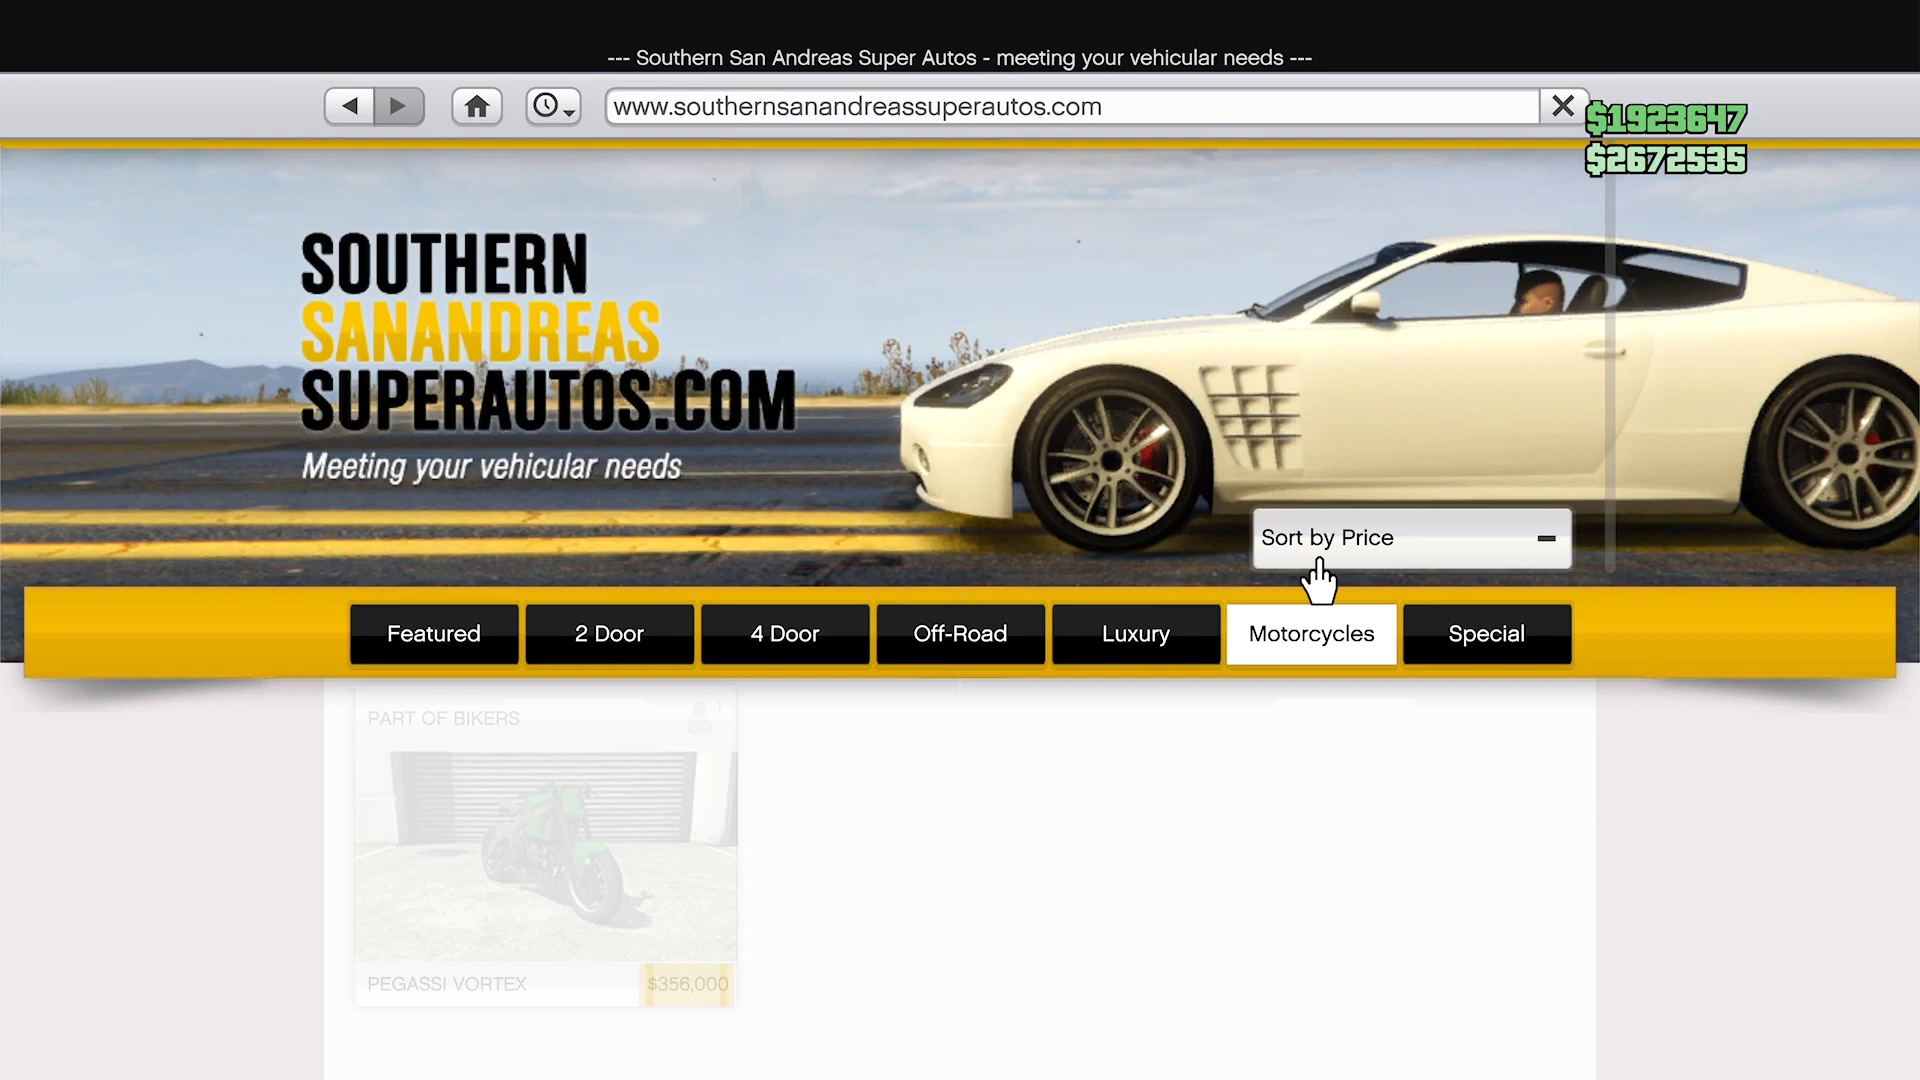 --- Southern San Andreas Super Autos - meeting your vehicular needs ---
www.southernsanandreassuperautos.com
$1923647
$2672535
SOUTHERN
SANANDREAS
SUPERAUTOS.COM
Meeting your vehicular needs
Sort by Price
Featured
2 Door
4 Door
Off-Road
Luxury
Motorcycles
Special
PART OF BIKERS
1
PEGASSI VORTEX
$356,000